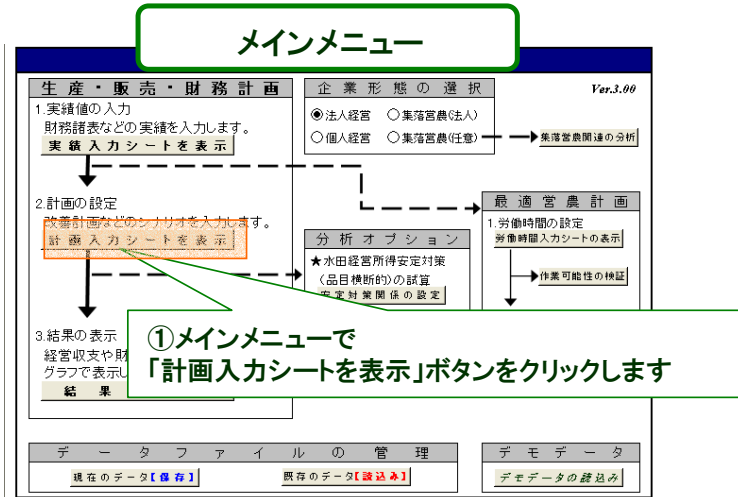 メインメニュー
生産・販売・財務計画
1.実績値の入力
財務諸表などの実績を入力します。
実績入力シートを表示
2.計画の設定
改善計画などのシナリオを入力します。
計画入力シートを表示
3.結果の表示
経営収支や財
グラフで表示し
結 果
企業形態の選択
法人経営
集落営農(法人)
個人経営
集落営農(任意)
Ver.3.00
集落営農関連の分析
分析オプション
★水田経営所得安定対策
(品目横断的)の試算
安定対策関係の設定
最適営農計画
1.労働時間の設定
労働時間入力シートの表示
作業可能性の検証
①メインメニューで
「計画入力シートを表示」ボタンをクリックします
データファイルの管理
現在のデータ【保存】
既存のデータ【読込み】
デモデータ
デモデータの読込み